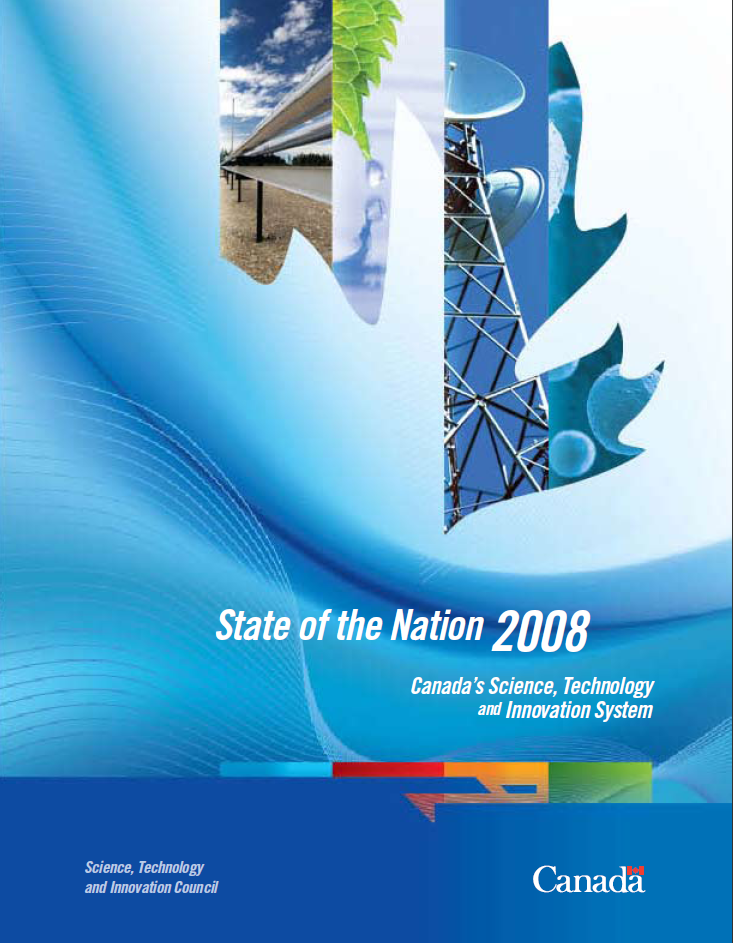 State of the Nation 2008
Canada's Science, Technology
and Innovation System
Science, Technology
and Innovation Council
Canada